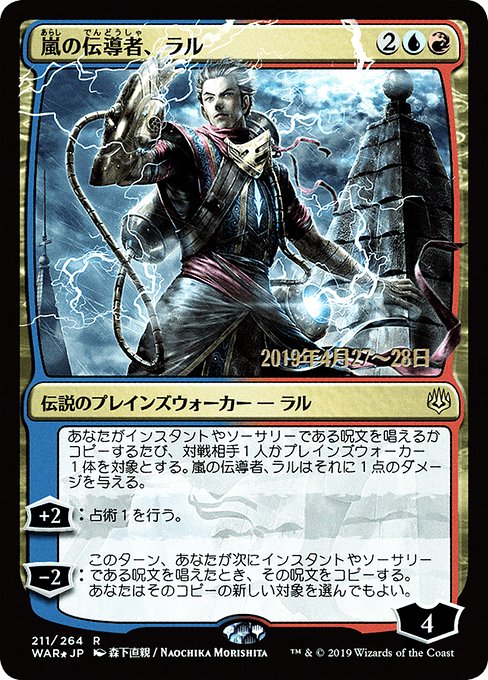 あらし でんどうしゃ
嵐の伝導者、ラル 2
2019年4月27~28日
伝説のプレインズウォーカー — ラル
あなたがインスタントやソーサリーである呪文を唱えるか
コピーするたび、対戦相手1人かプレインズウォーカー
1体を対象とする。嵐の伝導者、ラルはそれに1点のダメー
ジを与える。
+2:占術1を行う。
このターン、あなたが次にインスタントやソーサリー
-2:である呪文を唱えたとき、その呪文をコピーする。
あなたはそのコピーの新しい対象を選んでもよい。
4
211/264 R
WAR★JP 森下直親/NAOCHIKA MORISHITA ™ & © 2019 Wizards of the Coast